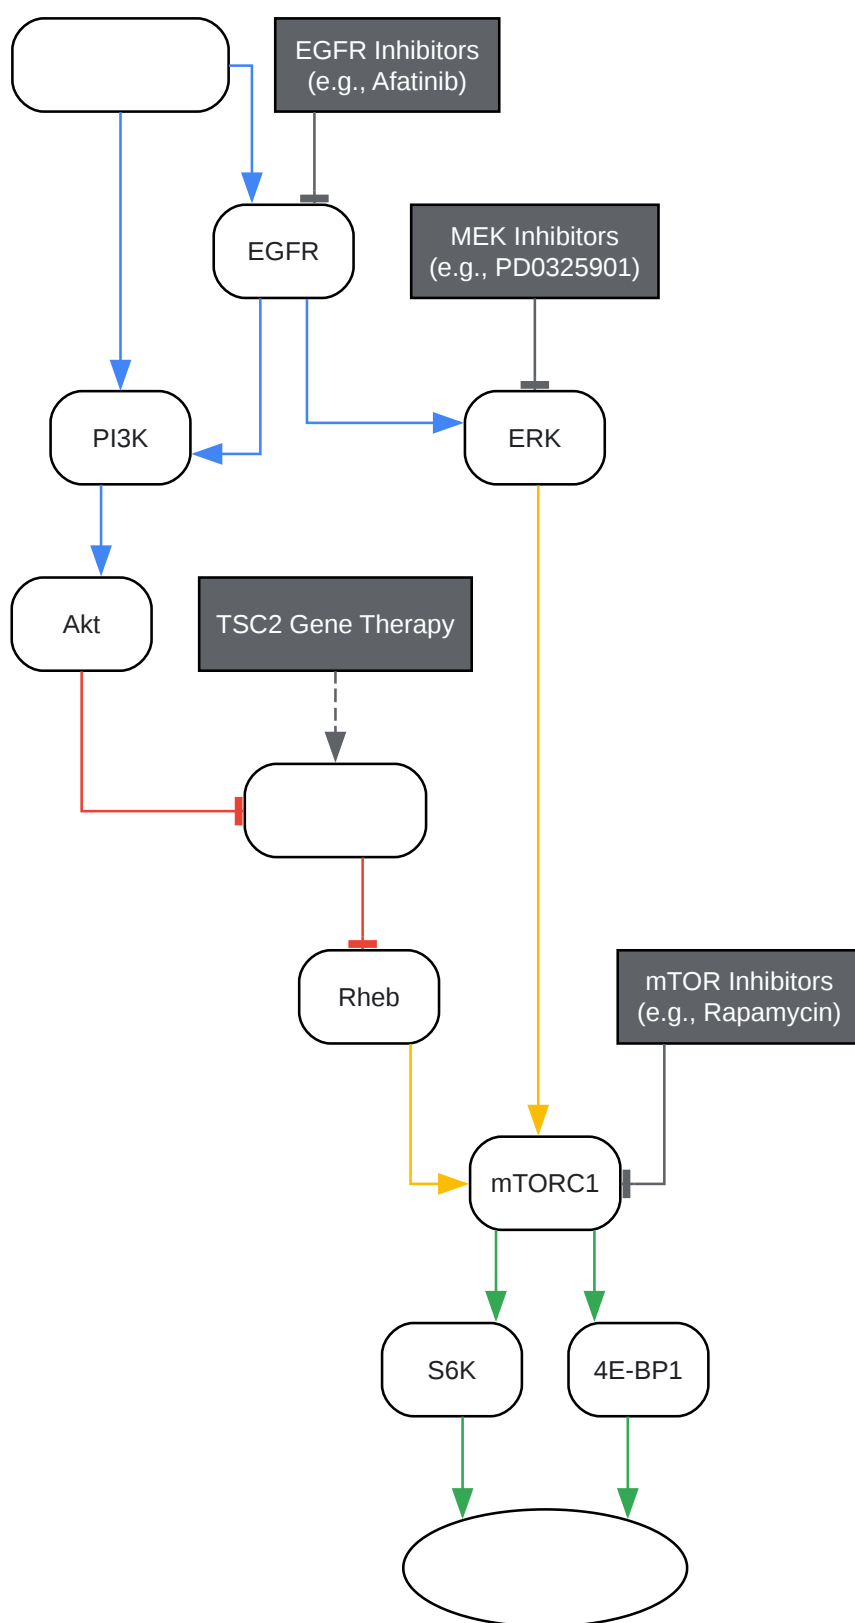 EGFR Inhibitors
(e.g., Afatinib)
EGFR
MEK Inhibitors
(e.g., PD0325901)
PI3K
ERK
Akt
TSC2 Gene Therapy
Rheb
mTOR Inhibitors
(e.g., Rapamycin)
mTORC1
S6K
4E-BP1